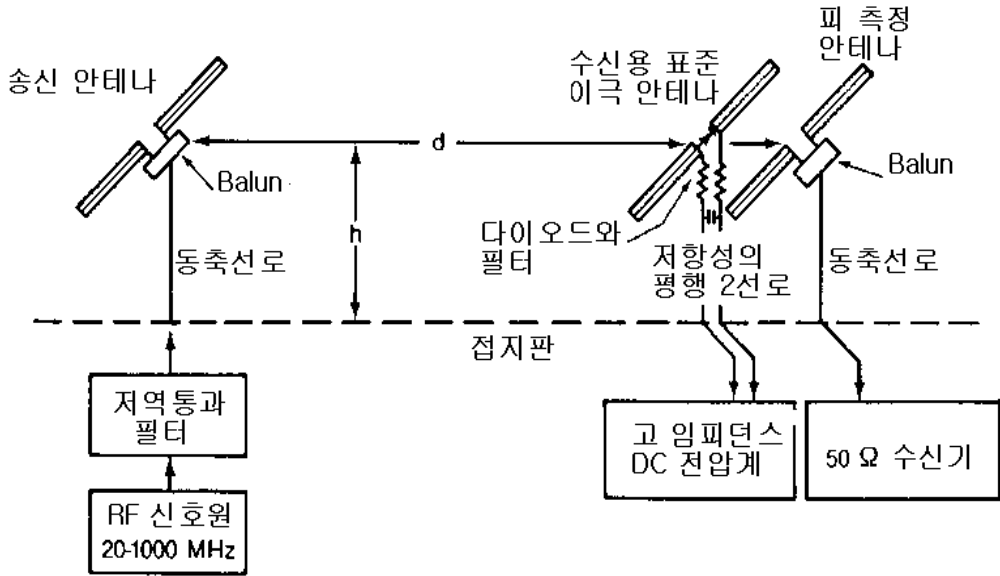 송신 안테나
Balun
동축선로
d
h
수신용 표준
이극 안테나
피 측정
안테나
Balun
다이오드와
필터
저항성의
평행 2선로
동축선로
접지판
저역통과
필터
RF 신호원
20-1000 MHz
고 임피던스
DC 전압계
50 Ω 수신기